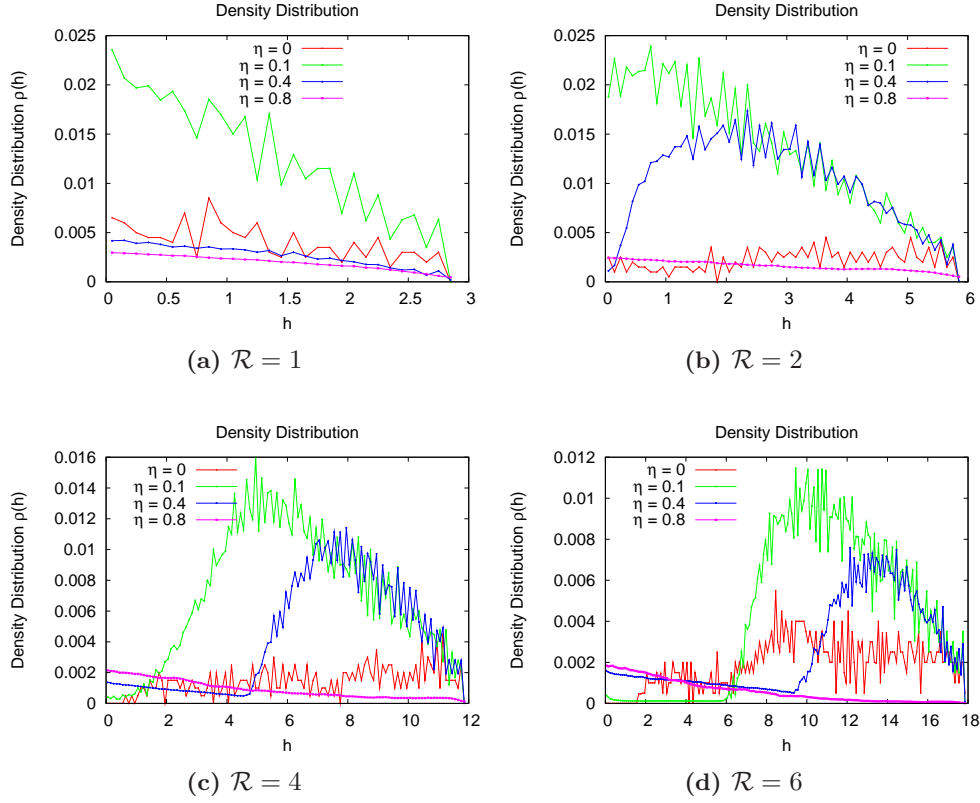 Density Distribution
0.025
0.02
0.015
0.01
0.005
0
Density Distribution ρ(h)
η = 0
η = 0.1
η = 0.4
η = 0.8
0 0.5 1 1.5 2 2.5 3
h
(a) R = 1
Density Distribution
0.025
0.02
0.015
0.01
0.005
0
Density Distribution ρ(h)
η = 0
η = 0.1
η = 0.4
η = 0.8
0 1 2 3 4 5 6
h
(b) R = 2
Density Distribution
0.016
0.014
0.012
0.01
0.008
0.006
0.004
0.002
0
Density Distribution ρ(h)
η = 0
η = 0.1
η = 0.4
η = 0.8
0 2 4 6 8 10 12
h
(c) R = 4
Density Distribution
0.012
0.01
0.008
0.006
0.004
0.002
0
Density Distribution ρ(h)
η = 0
η = 0.1
η = 0.4
η = 0.8
0 2 4 6 8 10 12 14 16 18
h
(d) R = 6